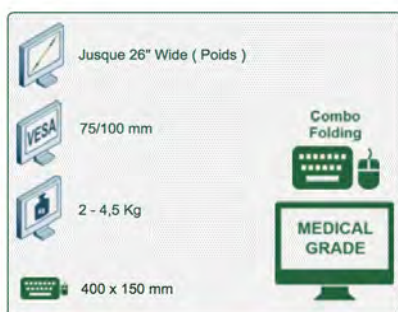 Jusque 26" Wide ( Poids )
VESA
75/100 mm
Kg
2 - 4,5 Kg
400 x 150 mm
Combo
Folding
MEDICAL
GRADE